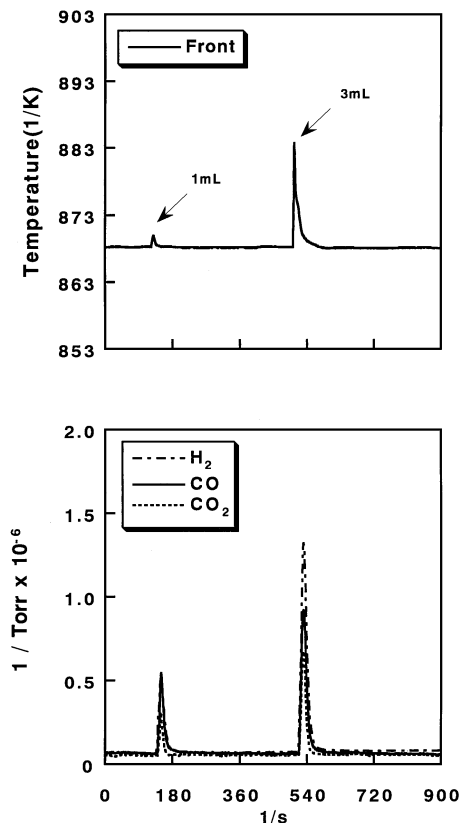 903
893
883
873
863
853
Temperature(1/K)
Front
1mL
3mL
2.0
1.5
1.0
0.5
0
1 / Torr x 10-6
H2
CO
CO2
0 180 360 540 720 900
1/s